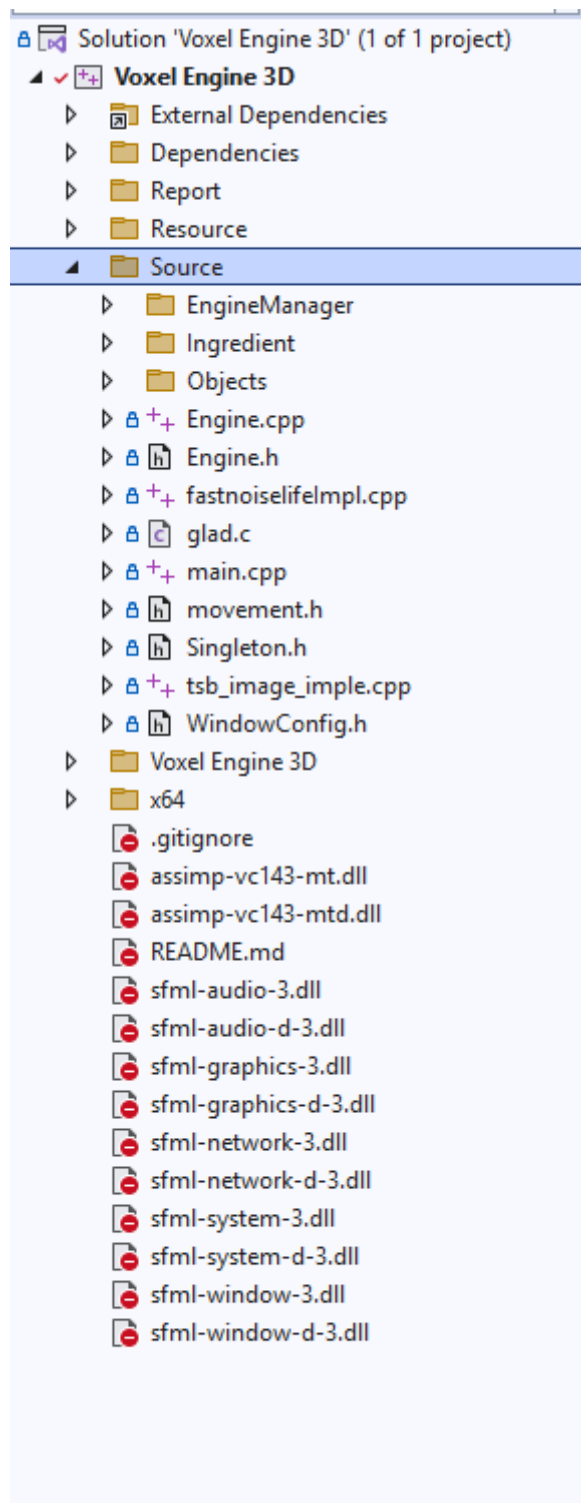 Solution 'Voxel Engine 3D' (1 of 1 project)
Voxel Engine 3D
External Dependencies
Dependencies
Report
Resource
Source
EngineManager
Ingredient
Objects
Engine.cpp
Engine.h
fastnoiselifeImpl.cpp
glad.c
main.cpp
movement.h
Singleton.h
tsb_image_imple.cpp
WindowConfig.h
Voxel Engine 3D
x64
.gitignore
assimp-vc143-mt.dll
assimp-vc143-mtd.dll
README.md
sfml-audio-3.dll
sfml-audio-d-3.dll
sfml-graphics-3.dll
sfml-graphics-d-3.dll
sfml-network-3.dll
sfml-network-d-3.dll
sfml-system-3.dll
sfml-system-d-3.dll
sfml-window-3.dll
sfml-window-d-3.dll